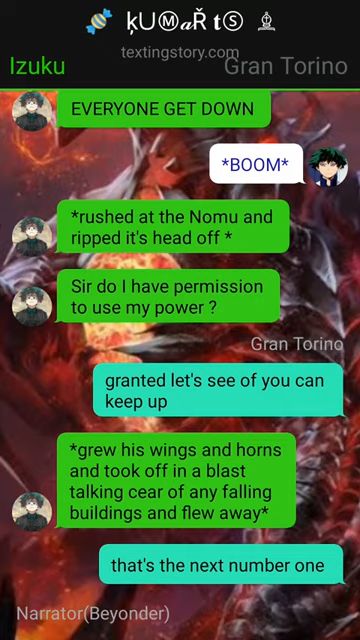 🍬 ķUⓂ𝒂Ř 𝐭Ⓢ ♗
textingstory.com
Izuku
Gran Torino
EVERYONE GET DOWN
*BOOM*
*rushed at the Nomu and
ripped it's head off *
Sir do I have permission
to use my power ?
Gran Torino
granted let's see of you can
keep up
*grew his wings and horns
and took off in a blast
talking cear of any falling
buildings and flew away*
that's the next number one
Narrator(Beyonder)